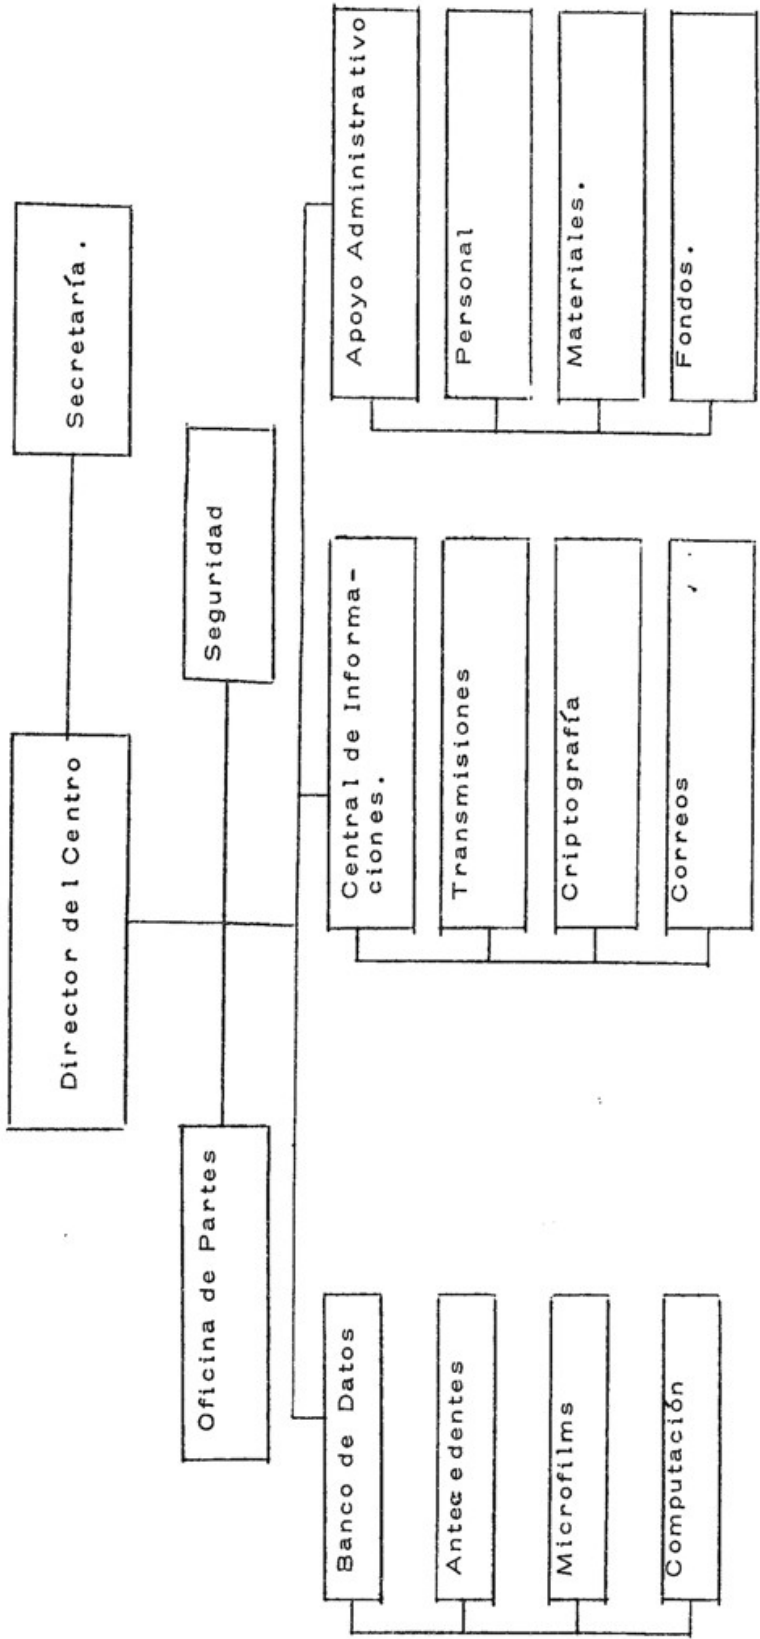 Director del Centro
Secretaría.
Oficina de Partes
Seguridad
Banco de Datos
Antecedentes
Microfilms
Computación
Central de Informa-
ciones.
Transmisiones
Criptografía
Correos
Apoyo Administrativo
Personal
Materiales.
Fondos.